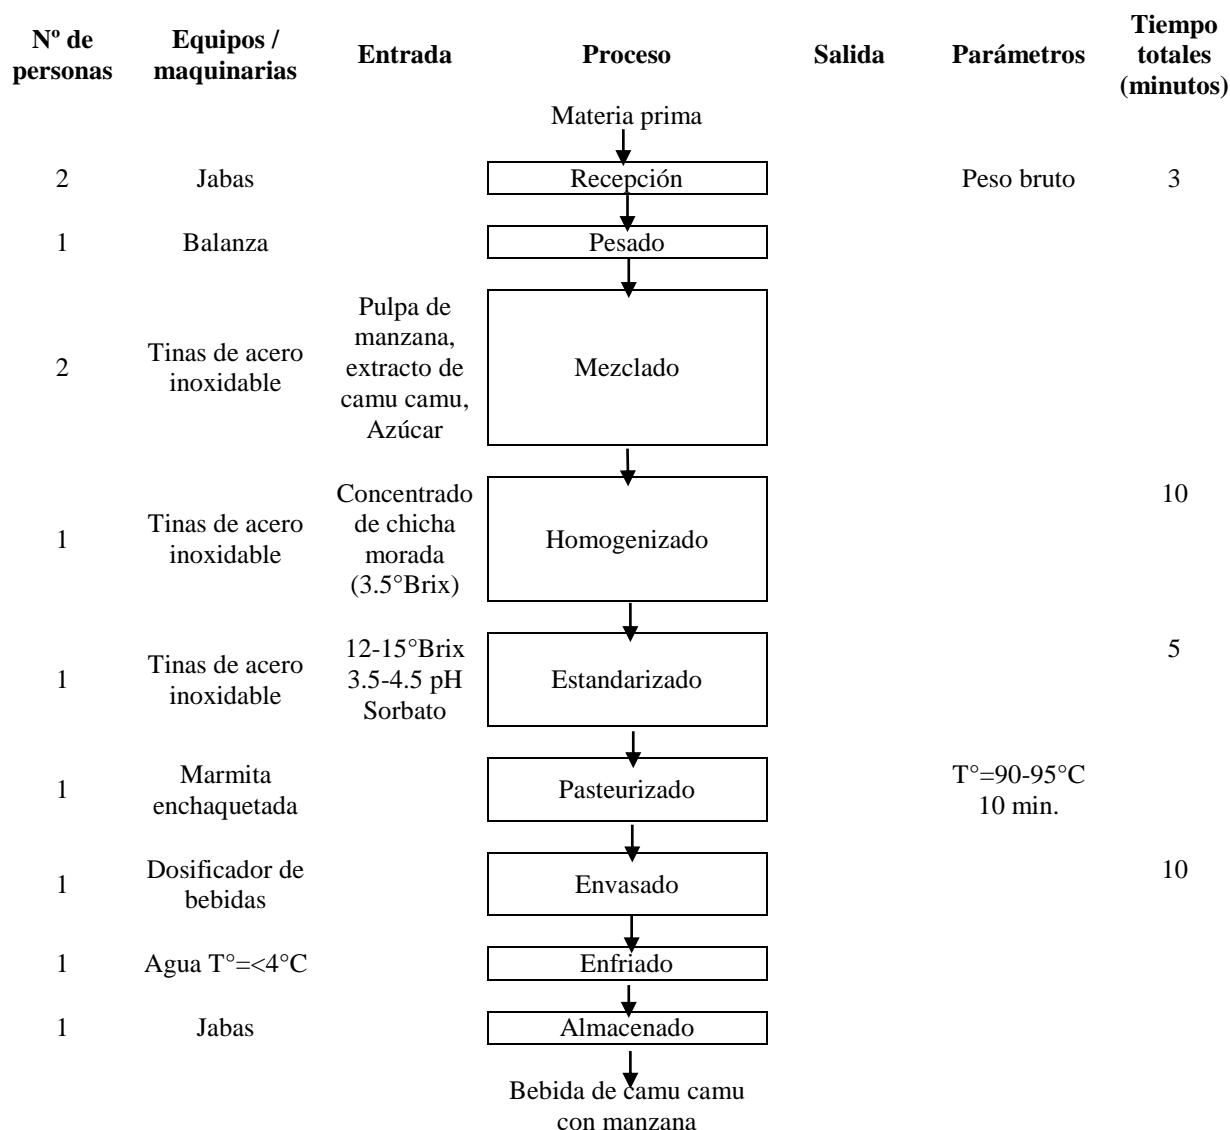 Nº de personas
Equipos / maquinarias
Entrada
Proceso
Salida
Parámetros
Tiempo totales (minutos)
Materia prima
2
Jabas
Recepción
Peso bruto
3
1
Balanza
Pesado
2
Tinas de acero
inoxidable
Pulpa de
manzana,
extracto de
camu camu,
Azúcar
Mezclado
1
Tinas de acero
inoxidable
Concentrado
de chicha
morada
(3.5°Brix)
Homogenizado
10
1
Tinas de acero
inoxidable
12-15°Brix
3.5-4.5 pH
Sorbato
Estandarizado
5
1
Marmita
enchaquetada
Pasteurizado
T°=90-95°C
10 min.
1
Dosificador de
bebidas
Envasado
10
1
Agua T°=<4°C
Enfriado
1
Jabas
Almacenado
Bebida de camu camu
con manzana